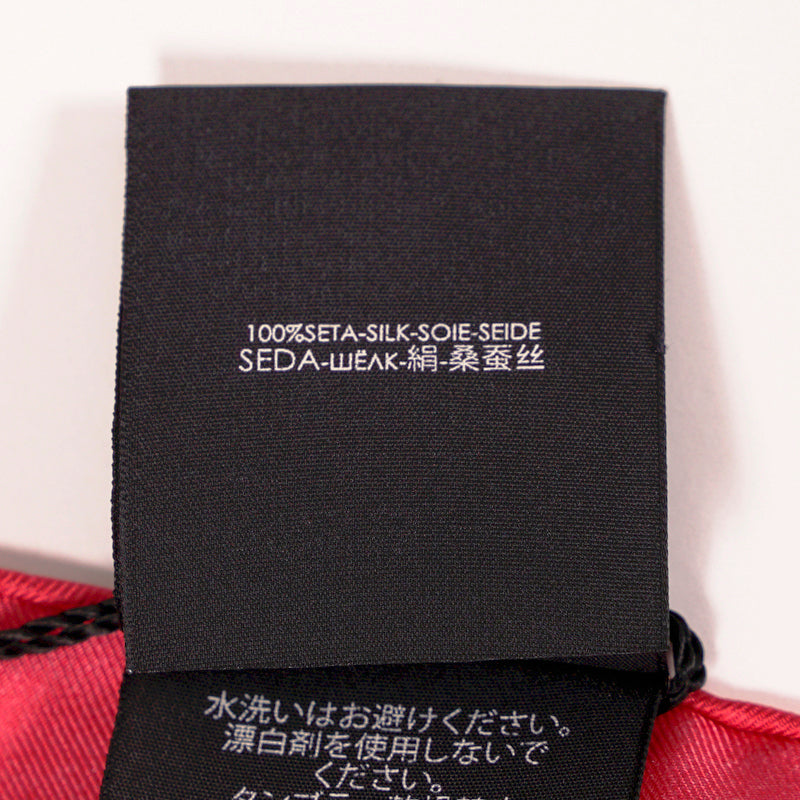 100%SETA-SILK-SOIE-SEIDE
SEDA-ШЁЛК-絹-桑蚕丝
水洗いはお避けください。
漂白剤を使用しないで
ください。